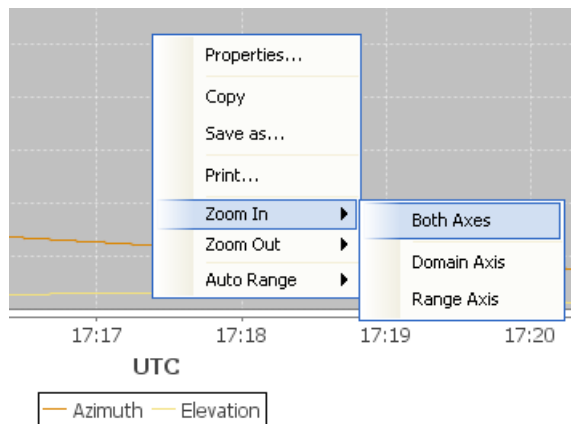 Properties...
Copy
Save as...
Print...
Zoom In
Zoom Out
Auto Range
Both Axes
Domain Axis
Range Axis
17:17 17:18 17:19 17:20
UTC
Azimuth Elevation